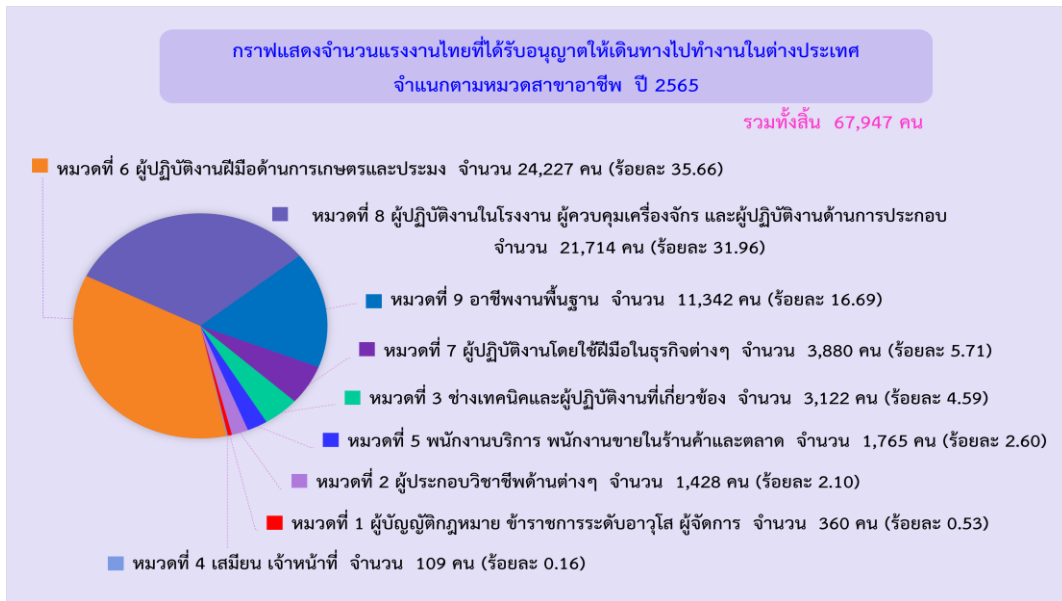 กราฟแสดงจำนวนแรงงานไทยที่ได้รับอนุญาตให้เดินทางไปทำงานในต่างประเทศ
จำแนกตามหมวดสาขาอาชีพ ปี 2565
รวมทั้งสิ้น 67,947 คน
หมวดที่ 6 ผู้ปฏิบัติงานฝีมือด้านการเกษตรและประมง จำนวน 24,227 คน (ร้อยละ 35.66)
หมวดที่ 8 ผู้ปฏิบัติงานในโรงงาน ผู้ควบคุมเครื่องจักร และผู้ปฏิบัติงานด้านการประกอบ
จำนวน 21,714 คน (ร้อยละ 31.96)
หมวดที่ 9 อาชีพงานพื้นฐาน จำนวน 11,342 คน (ร้อยละ 16.69)
หมวดที่ 7 ผู้ปฏิบัติงานโดยใช้ฝีมือในธุรกิจต่างๆ จำนวน 3,880 คน (ร้อยละ 5.71)
หมวดที่ 3 ช่างเทคนิคและผู้ปฏิบัติงานที่เกี่ยวข้อง จำนวน 3,122 คน (ร้อยละ 4.59)
หมวดที่ 5 พนักงานบริการ พนักงานขายในร้านค้าและตลาด จำนวน 1,765 คน (ร้อยละ 2.60)
หมวดที่ 2 ผู้ประกอบวิชาชีพด้านต่างๆ จำนวน 1,428 คน (ร้อยละ 2.10)
หมวดที่ 1 ผู้บัญญัติกฎหมาย ข้าราชการระดับอาวุโส ผู้จัดการ จำนวน 360 คน (ร้อยละ 0.53)
หมวดที่ 4 เสมียน เจ้าหน้าที่ จำนวน 109 คน (ร้อยละ 0.16)